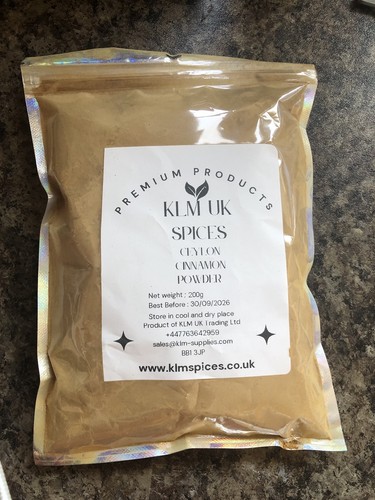 PREMIUM PRODUCTS
KLM UK
SPICES
CEYLON
CINNAMON
POWDER
Net weight : 200g
Best Before : 30/09/2026
Store in cool and dry place
Product of KLM UK Trading Ltd
+447763642959
sales@klm-supplies.com
BB1 3JP
www.klmspices.co.uk